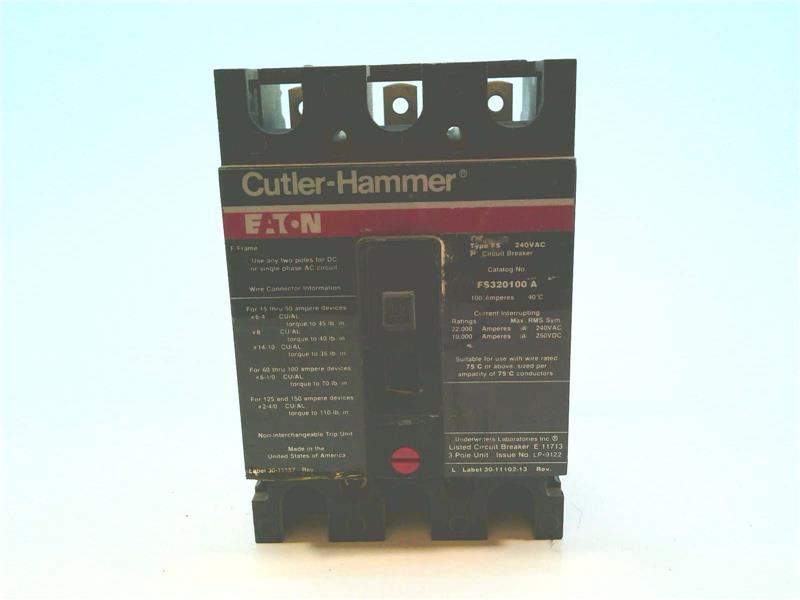 Cutler-Hammer®
EATON
F Frame
Use any two poles for DC
or single phase AC circuit.
Wire Connector Information
For 15 thru 50 ampere devices
CU/AL
torque to 45 lb. in.
#8 CU/AL
torque to 40 lb. in.
#14-10 CU/AL
torque to 35 lb. in.
For 60 thru 100 ampere devices
#6-1/0 CU/AL
torque to 70 lb. in.
For 125 and 150 ampere devices
#2-4/0 CU/AL
torque to 110 lb. in.
Non-Interchangeable Trip Unit
Made in the
United States of America
Label 30-11157 Rev.
Type FS 240VAC
Circuit Breaker
Catalog No.
FS320100 A
100 Amperes 40°C
Current Interrupting
Ratings Max. RMS Sym.
22,000 Amperes @ 240VAC
10,000 Amperes @ 250VDC
Suitable for use with wire rated
75°C or above, sized per
ampacity of 75°C conductors
Underwriters Laboratories Inc.®
Listed Circuit Breaker E 11713
3 Pole Unit Issue No. LP-9122
L Label 30-11102-13 Rev.